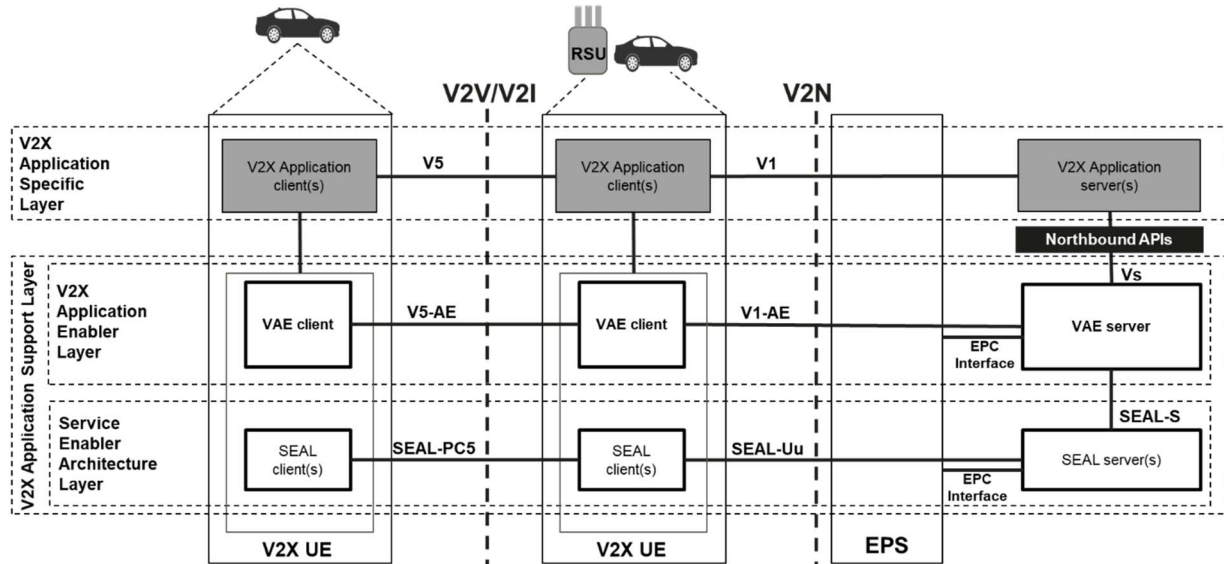 RSU
V2V/V2I
V2N
V2X
Application
Specific
Layer
V2X Application
client(s)
V5
V2X Application
client(s)
V1
V2X Application
server(s)
Northbound APIs
V2X Application Support Layer
V2X
Application
Enabler
Layer
Vs
VAE client
V5-AE
VAE client
V1-AE
VAE server
EPC
Interface
Service
Enabler
Architecture
Layer
SEAL-S
SEAL
client(s)
SEAL-PC5
SEAL
client(s)
SEAL-Uu
SEAL server(s)
EPC
Interface
V2X UE
V2X UE
EPS